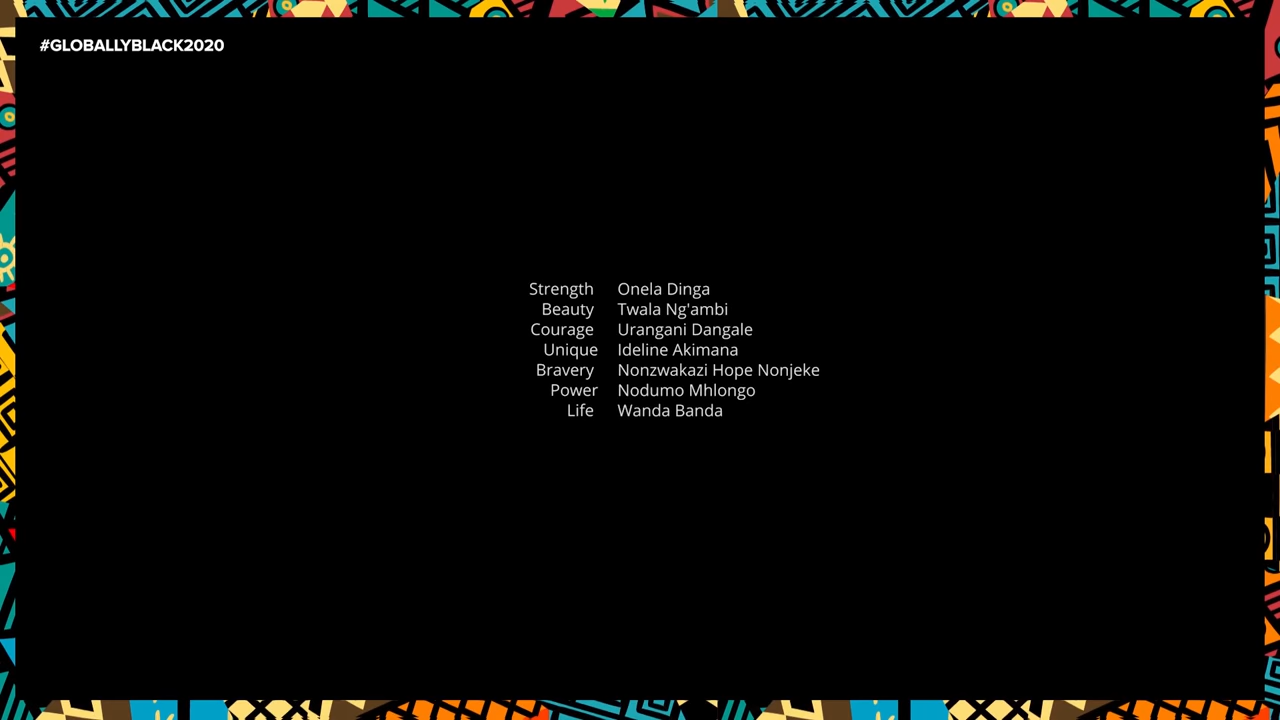 #GLOBALLYBLACK2020
Strength Onela Dinga
Beauty Twala Ng'ambi
Courage Urangani Dangale
Unique Ideline Akimana
Bravery Nonzwakazi Hope Nonjeke
Power Nodumo Mhlongo
Life Wanda Banda